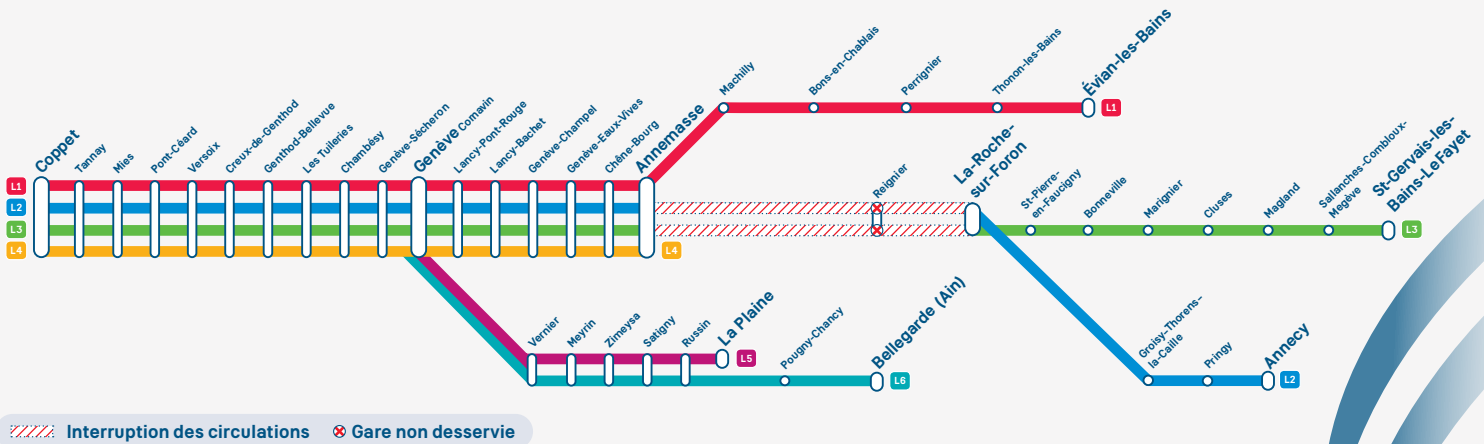 Coppet
Tannay
Mies
Pont-Céard
Versoix
Creux-de-Genthod
Genthod-Bellevue
Les Tuileries
Chambésy
Genève-Sécheron
Genève Cornavin
Lancy-Pont-Rouge
Lancy-Bachet
Genève-Champel
Genève-Eaux-Vives
Chêne-Bourg
Annemasse
Machilly
Bons-en-Chablais
Perrignier
Thonon-les-Bains
Évian-les-Bains
L1
L1
L2
L3
L4
L4
Reignier
La-Roche-
sur-Foron
St-Pierre-
en-Faucigny
Bonneville
Marignier
Cluses
Magland
Sallanches-Combloux-
Megève
St-Gervais-les-
Bains-LeFayet
L3
Vernier
Meyrin
Zimeysa
Satigny
Russin
La Plaine
L5
Pougny-Chancy
Bellegarde (Ain)
L6
Groisy-Thorens-
la-Caille
Pringy
Annecy
L2
Interruption des circulations
Gare non desservie